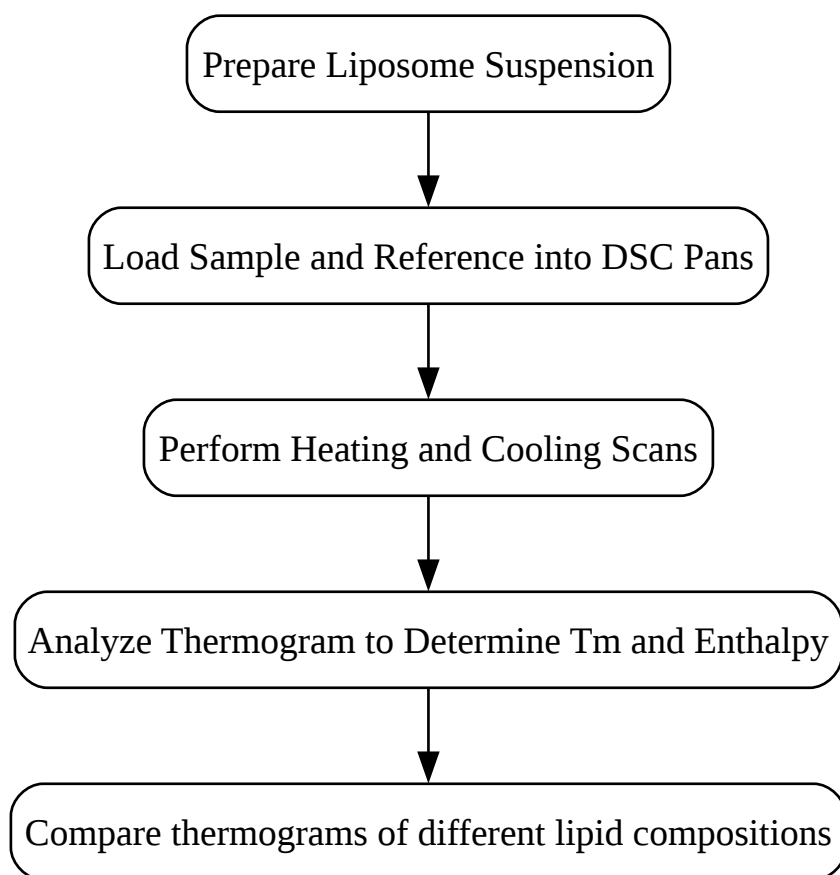 Prepare Liposome Suspension
Load Sample and Reference into DSC Pans
Perform Heating and Cooling Scans
Analyze Thermogram to Determine Tm and Enthalpy
Compare thermograms of different lipid compositions